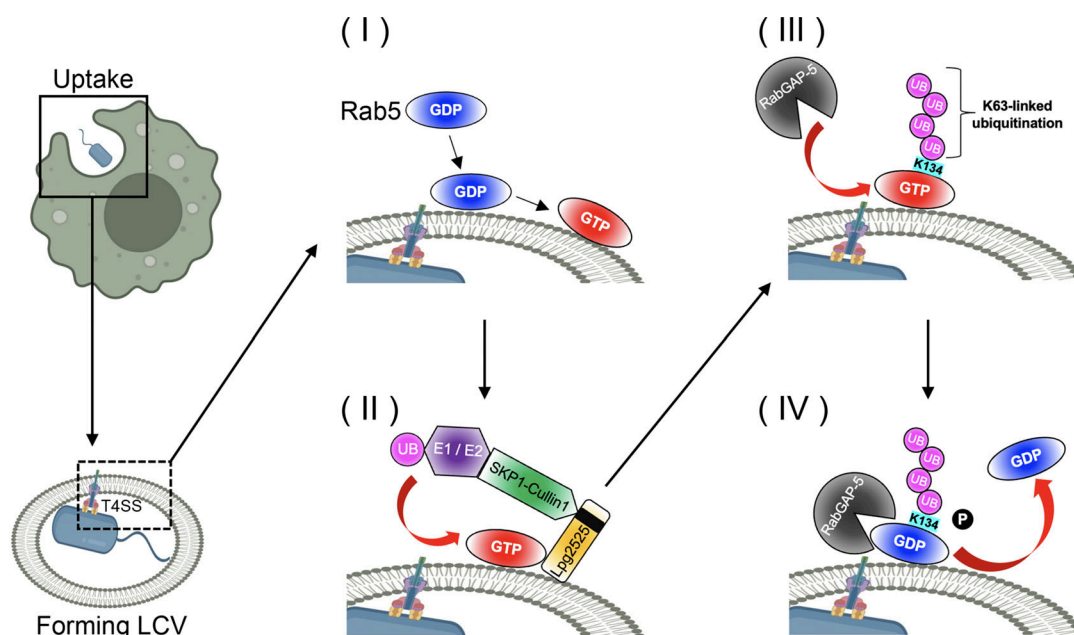 Uptake
T4SS
Forming LCV
( I )
Rab5
GDP
GDP
GTP
( II )
UB
E1 / E2
SKP1-Cullin1
Lpg2525
GTP
( III )
RabGAP-5
UB
UB
UB
UB
K63-linked
ubiquitination
K134
GTP
( IV )
UB
UB
UB
UB
K134
P
RabGAP-5
GDP
GDP